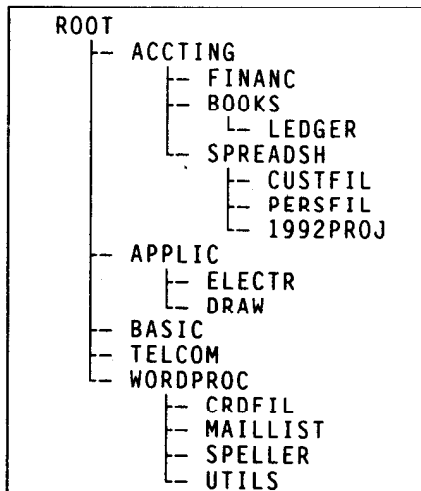 ROOT
ACCTING
FINANC
BOOKS
LEDGER
SPREADSH
CUSTFIL
PERSFIL
1992PROJ
APPLIC
ELECTR
DRAW
BASIC
TELCOM
WORDPROC
CRDFIL
MAILLIST
SPELLER
UTILS